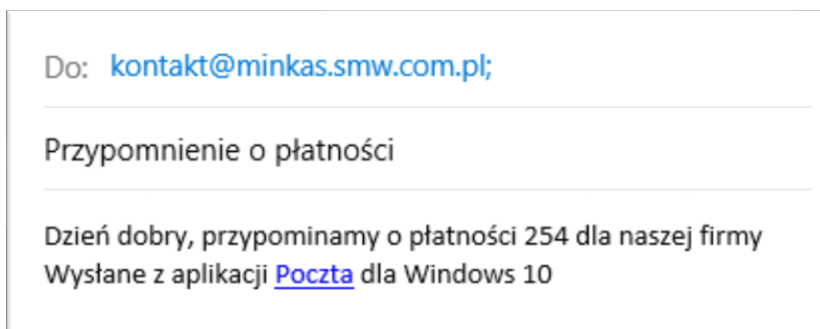 Do: kontakt@minkas.smw.com.pl;
Przypomnienie o płatności
Dzień dobry, przypominamy o płatności 254 dla naszej firmy
Wysłane z aplikacji Poczta dla Windows 10